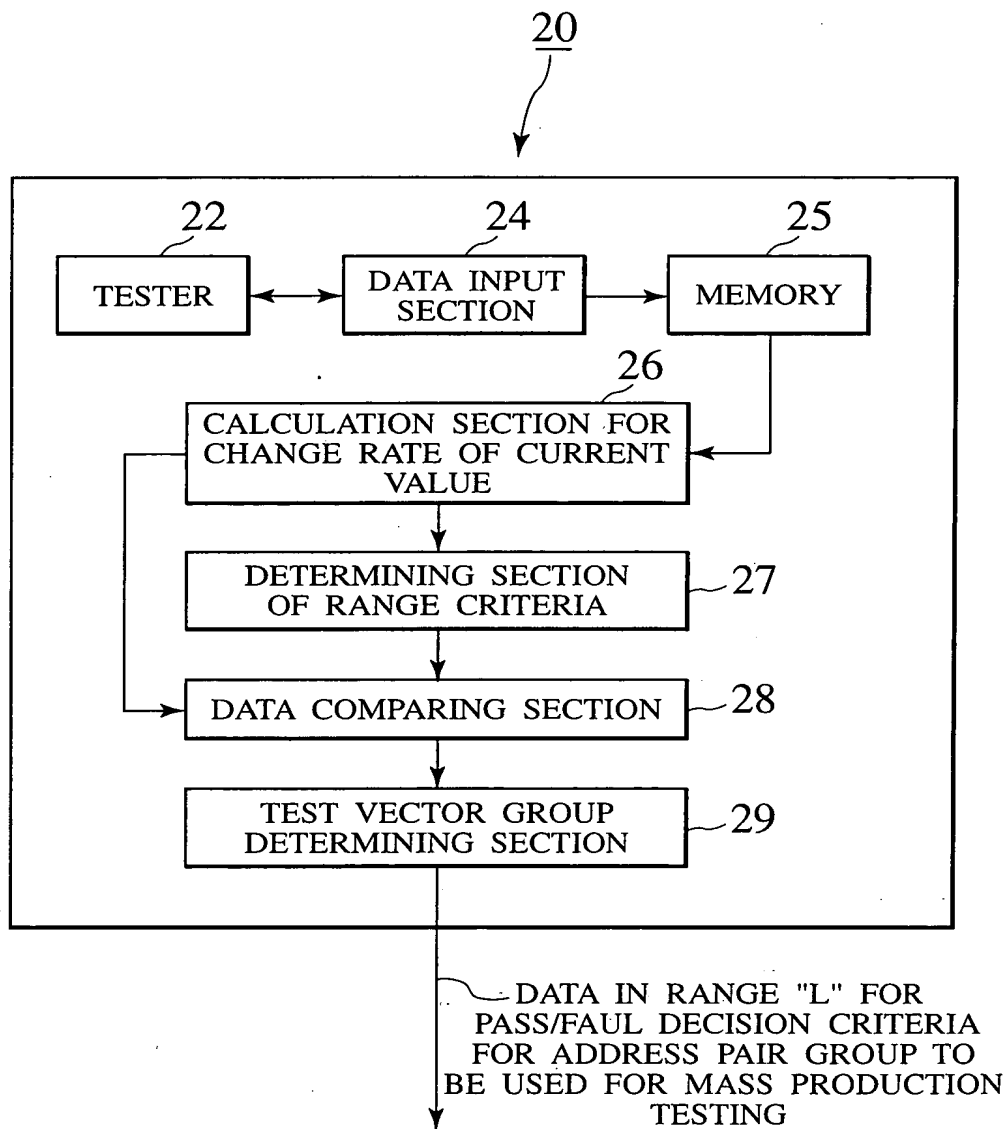 20
22
24
25
TESTER
DATA INPUT
SECTION
MEMORY
26
CALCULATION SECTION FOR
CHANGE RATE OF CURRENT
VALUE
DETERMINING SECTION
OF RANGE CRITERIA
27
DATA COMPARING SECTION
28
TEST VECTOR GROUP
DETERMINING SECTION
29
DATA IN RANGE "L" FOR
PASS/FAUL DECISION CRITERIA
FOR ADDRESS PAIR GROUP TO
BE USED FOR MASS PRODUCTION
TESTING